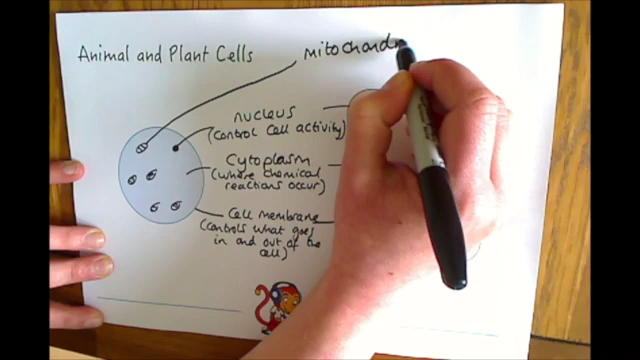 Animal and Plant Cells
mitochondr
nucleus
(control cell activity)
Cytoplasm
(where chemical
reactions occur)
Cell membrane
(controls what goes
in and out of the
cell)